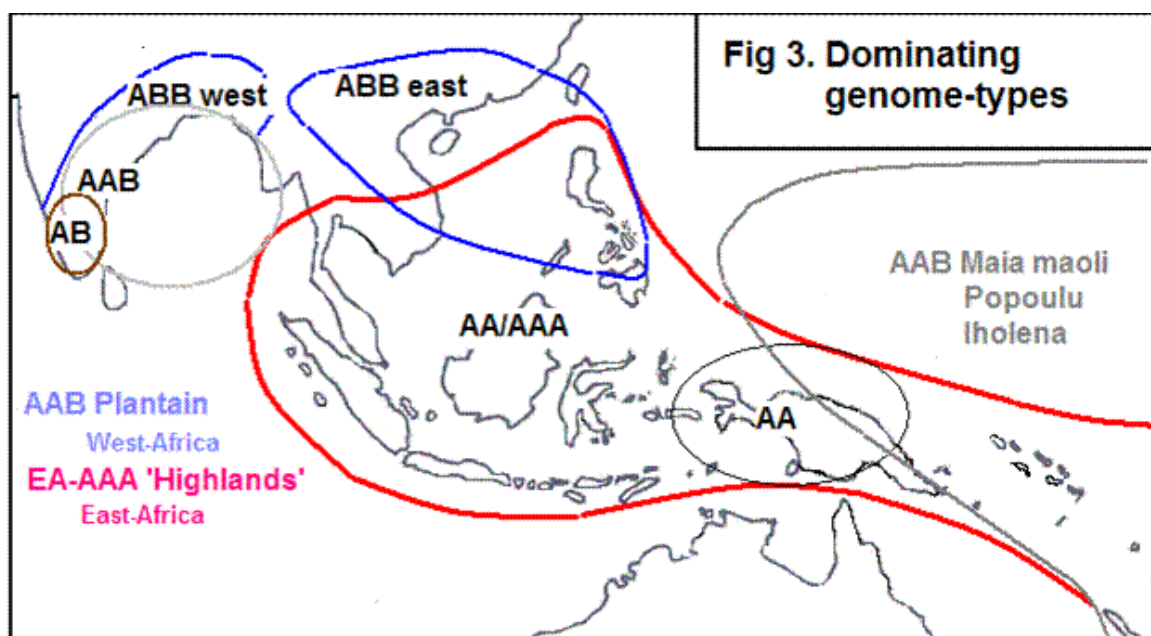 Fig 3. Dominating
genome-types
ABB west
ABB east
AAB
AB
AAB Maia maoli
Popoulu
Iholena
AA/AAA
AA
AAB Plantain
West-Africa
EA-AAA 'Highlands'
East-Africa